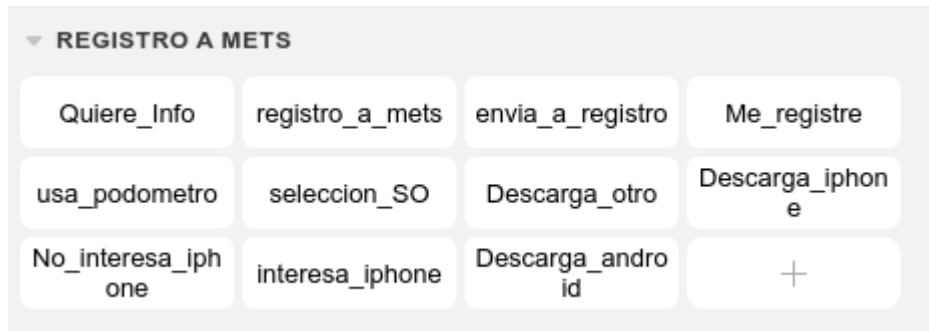 REGISTRO A METS
Quiere_Info
registro_a_mets
envia_a_registro
Me_registre
usa_podometro
seleccion_SO
Descarga_otro
Descarga_iphon
e
No_interesa_iph
one
interesa_iphone
Descarga_andro
id